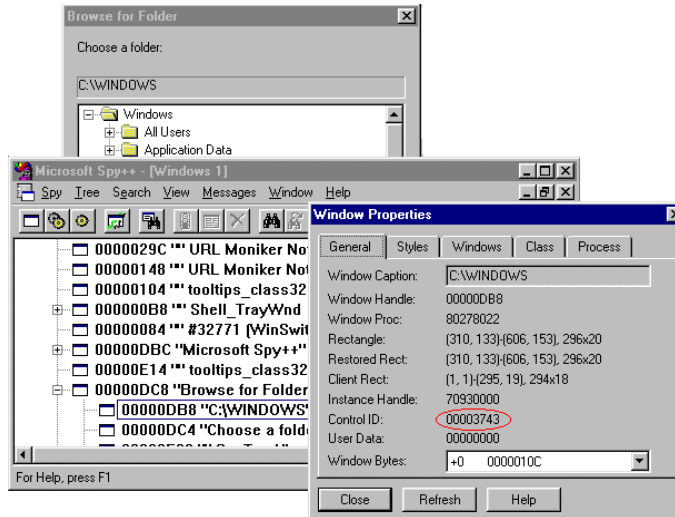 Browse for Folder
Choose a folder:
C:\WINDOWS
Windows
All Users
Application Data
Microsoft Spy++ - [Windows 1]
Spy Tree Search View Messages Window Help
0000029C "" URL Moniker No
00000148 "" URL Moniker Not
00000104 "" tooltips_class32
000000B8 "" Shell_TrayWnd
00000084 "" #32771 (WinSwit
00000DBC "Microsoft Spy++"
00000E14 "" tooltips_class32
00000DC8 "Browse for Folder
00000DB8 "C:\WINDOWS"
00000DC4 "Choose a fold
For Help, press F1
Window Properties
General Styles Windows Class Process
Window Caption: C:\WINDOWS
Window Handle: 00000DB8
Window Proc: 80278022
Rectangle: (310, 133)-(606, 153), 296x20
Restored Rect: (310, 133)-(606, 153), 296x20
Client Rect: (1, 1)-(295, 19), 294x18
Instance Handle: 70930000
Control ID: 00003743
User Data: 00000000
Window Bytes: +0 0000010C
Close Refresh Help